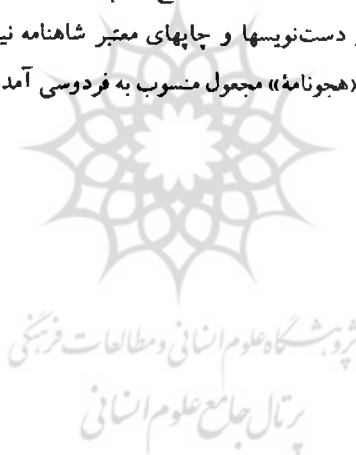 دست‌نویسها و چاپهای معتبر شاهنامه نیـ
«هجونامهٔ» مجعول منسوب به فردوسی آمد
پژوهشگاه علوم انسانی و مطالعات فرهنگی
پرتال جامع علوم انسانی